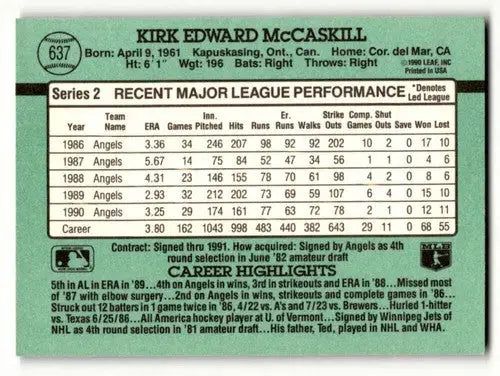 637
KIRK EDWARD McCASKILL
Born: April 9, 1961 Kapuskasing, Ont., Can. Home: Cor. del Mar, CA
Ht: 6' 1" Wgt: 196 Bats: Right Throws: Right
©1990 LEAF, INC.
Printed in USA
Series 2 RECENT MAJOR LEAGUE PERFORMANCE *Denotes Led League
Year Team Name ERA Games Inn. Pitched Hits Runs Er. Runs Walks Strike Outs Comp. Games Shut Outs Save Won Lost
1986 Angels 3.36 34 246 207 98 92 92 202 10 2 0 17 10
1987 Angels 5.67 14 75 84 52 47 34 56 1 1 0 4 6
1988 Angels 4.31 23 146 155 78 70 61 98 4 2 0 8 6
1989 Angels 2.93 32 212 202 73 69 59 107 6 4 0 15 10
1990 Angels 3.25 29 174 161 77 63 72 78 2 1 0 12 11
Career 3.80 162 1043 998 483 440 382 643 29 11 0 68 55
Contract: Signed thru 1991. How acquired: Signed by Angels as 4th
round selection in June '82 amateur draft
MLB
CAREER HIGHLIGHTS
5th in AL in ERA in '89...4th on Angels in wins, 3rd in strikeouts and ERA in '88...Missed most
of '87 with elbow surgery...2nd on Angels in wins, strikeouts and complete games in '86...
Struck out 12 batters in 1 game twice in '86, 4/22 vs. A's and 7/23 vs. Brewers...Hurled 1-hitter
vs. Texas 6/25/86...All America hockey player at U. of Vermont...Signed by Winnipeg Jets of
NHL as 4th round selection in '81 amateur draft...His father, Ted, played in NHL and WHA.